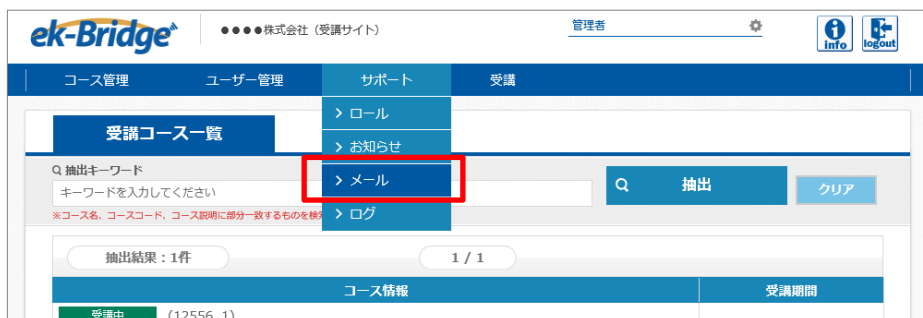 ek-Bridge
●●●●株式会社（受講サイト）
管理者
info
logout
コース管理 ユーザー管理 サポート 受講
> ロール
> お知らせ
> メール
> ログ
受講コース一覧
抽出キーワード
キーワードを入力してください
※コース名、コースコード、コース説明に部分一致するものを検
抽出
クリア
抽出結果：1件
1 / 1
コース情報 受講期間
受講中 (12556_1)